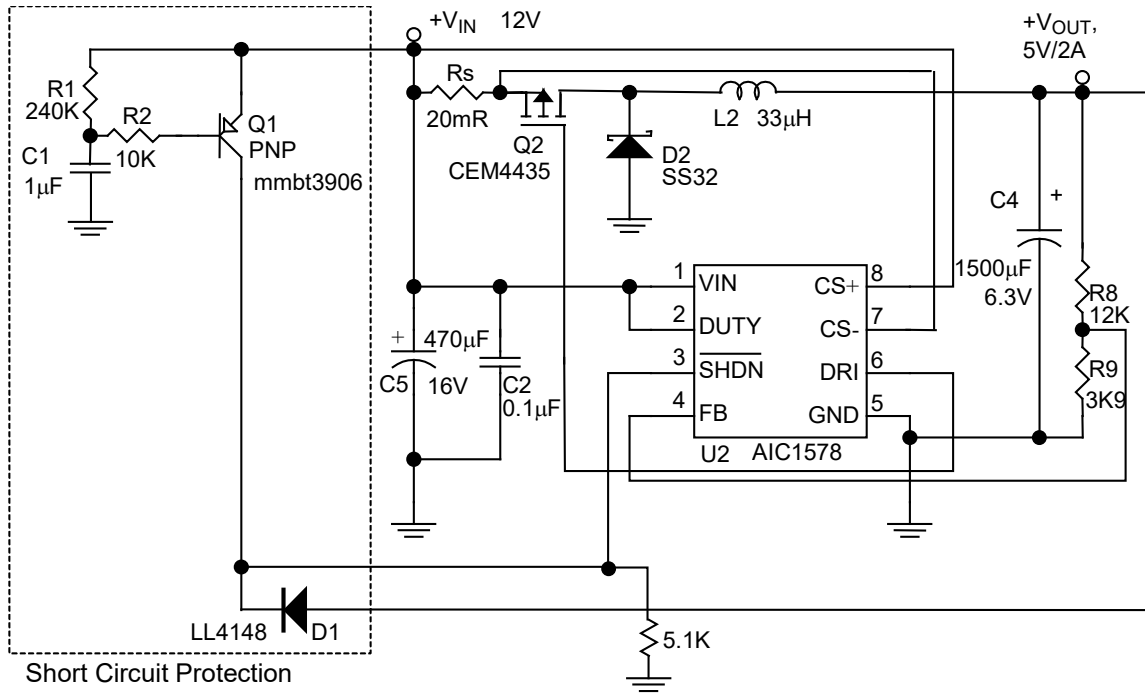 +VIN 12V
+VOUT,
5V/2A
R1
240K
R2
10K
C1
1μF
Q1
PNP
mmbt3906
Rs
20mR
Q2
CEM4435
L2 33μH
D2
SS32
C4
+
1500μF
6.3V
R8
12K
R9
3K9
1 VIN CS+ 8
2 DUTY CS- 7
3 SHDN DRI 6
4 FB GND 5
U2 AIC1578
+ 470μF
C5 16V
C2
0.1μF
LL4148 D1
5.1K
Short Circuit Protection